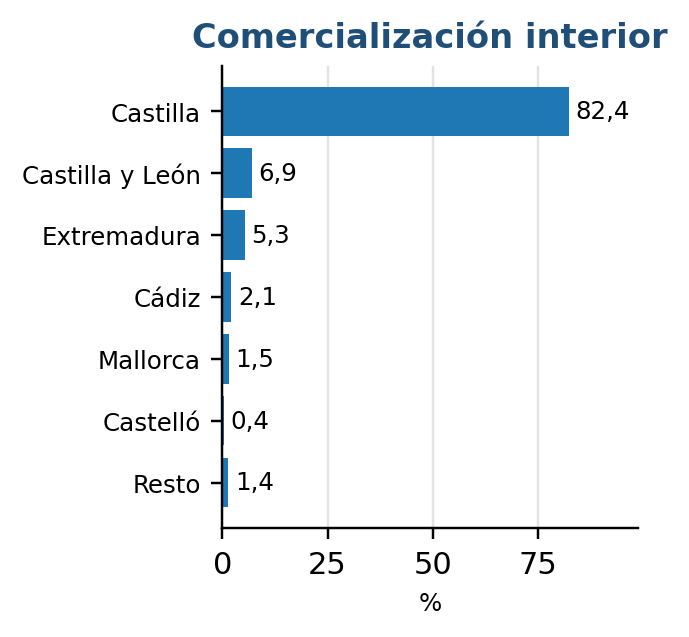 Comercialización interior
Castilla 82,4
Castilla y León 6,9
Extremadura 5,3
Cádiz 2,1
Mallorca 1,5
Castelló 0,4
Resto 1,4
0 25 50 75
%